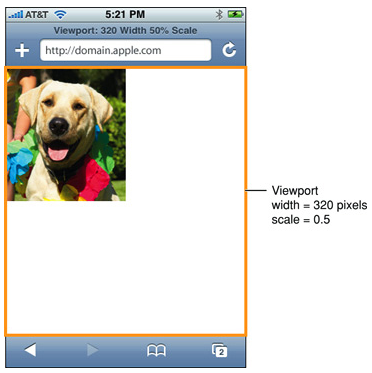 AT&T 5:21 PM
Viewport: 320 Width 50% Scale
http://domain.apple.com
Viewport
width = 320 pixels
scale = 0.5
2